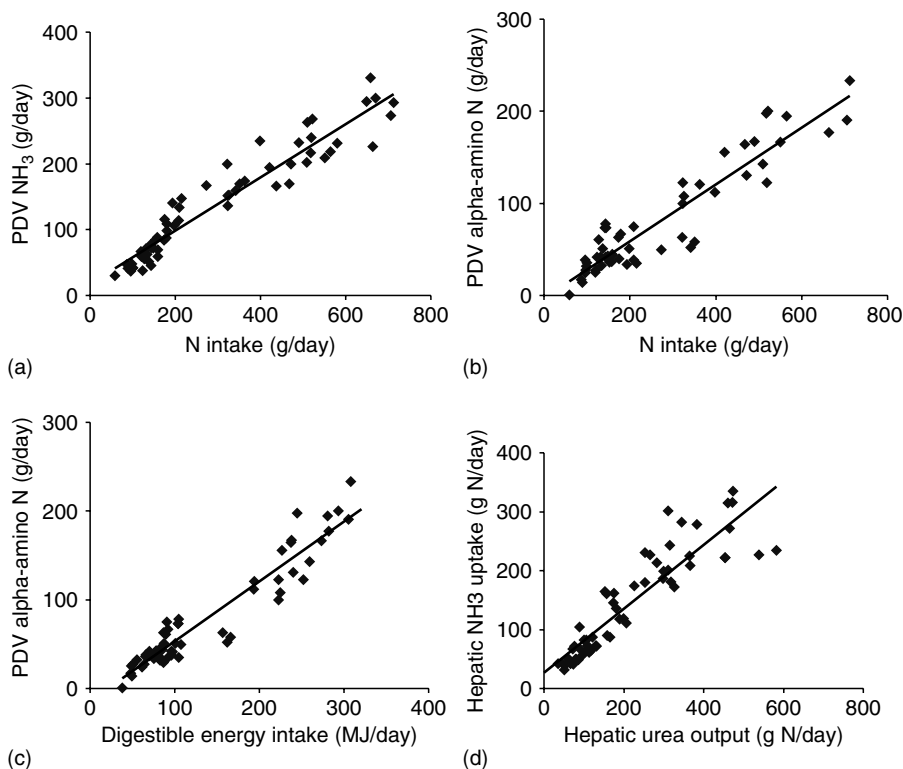 400
300
200
100
0
PDV NH3 (g/day)
0 200 400 600 800
N intake (g/day)
(a)
300
200
100
0
PDV alpha-amino N (g/day)
0 200 400 600 800
N intake (g/day)
(b)
300
200
100
0
PDV alpha-amino N (g/day)
0 100 200 300 400
Digestible energy intake (MJ/day)
(c)
400
300
200
100
0
Hepatic NH3 uptake (g N/day)
0 200 400 600 800
Hepatic urea output (g N/day)
(d)